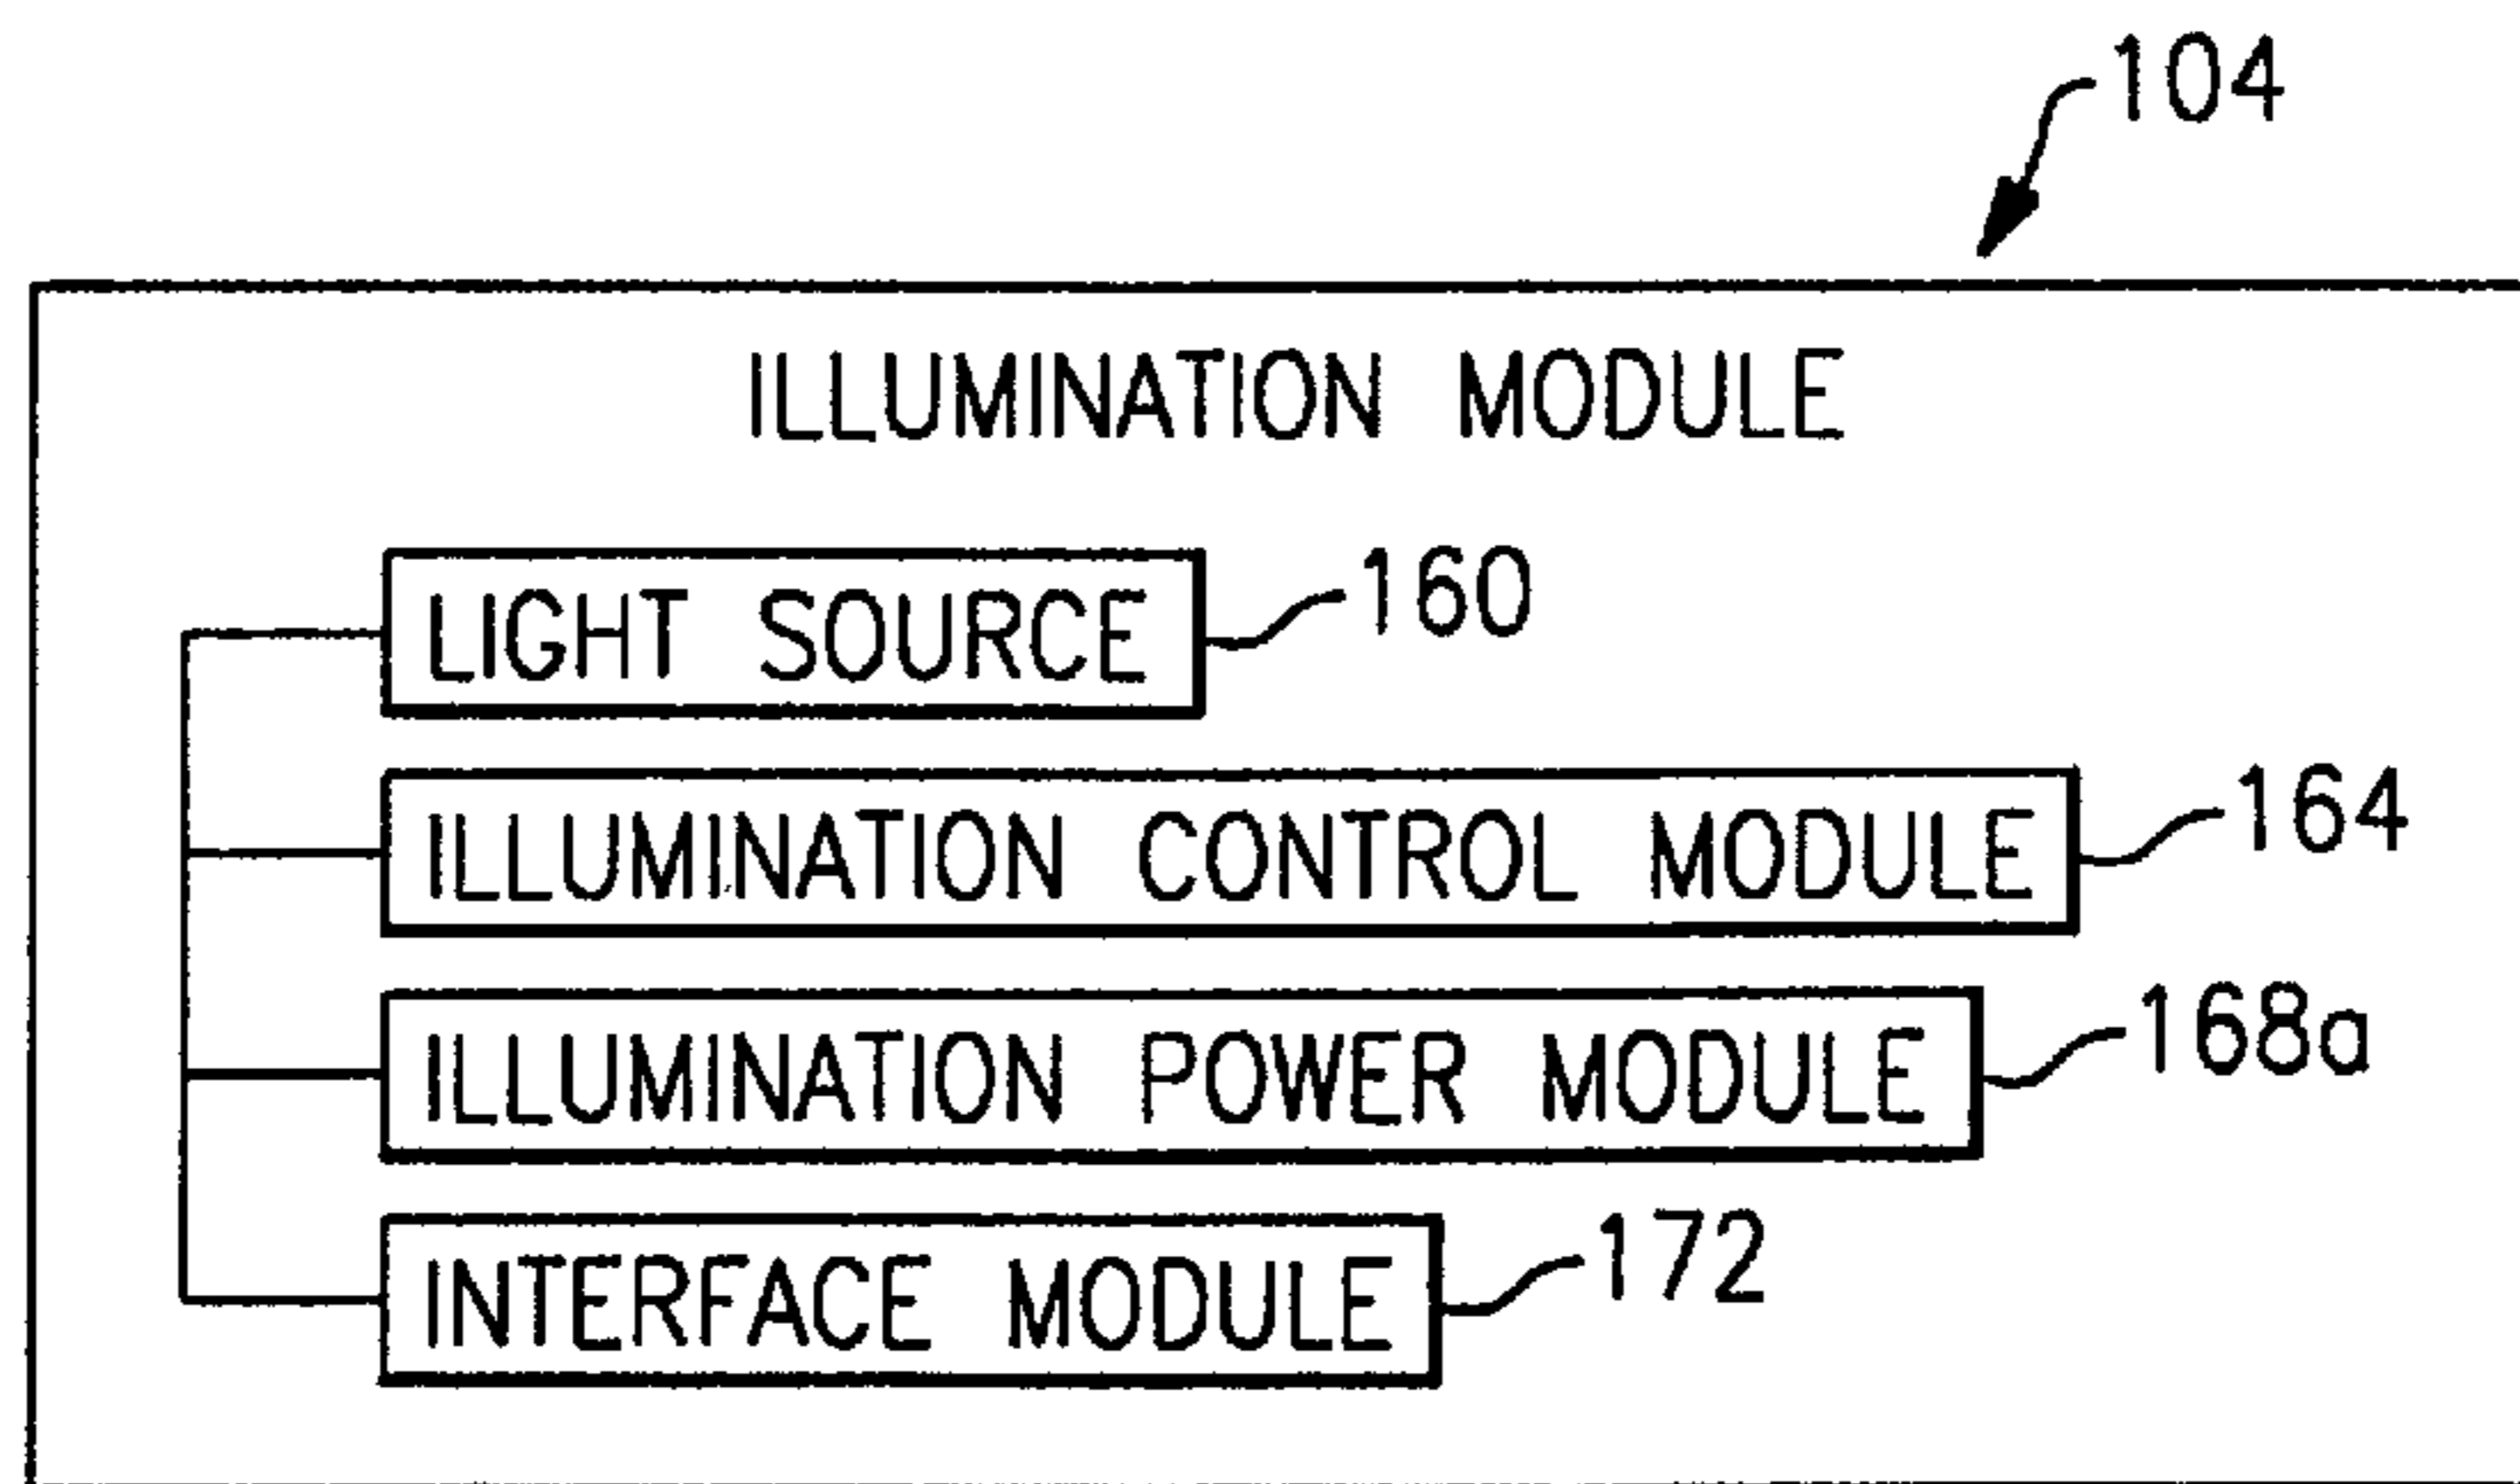 104
ILLUMINATION MODULE
LIGHT SOURCE 160
ILLUMINATION CONTROL MODULE 164
ILLUMINATION POWER MODULE 168a
INTERFACE MODULE 172